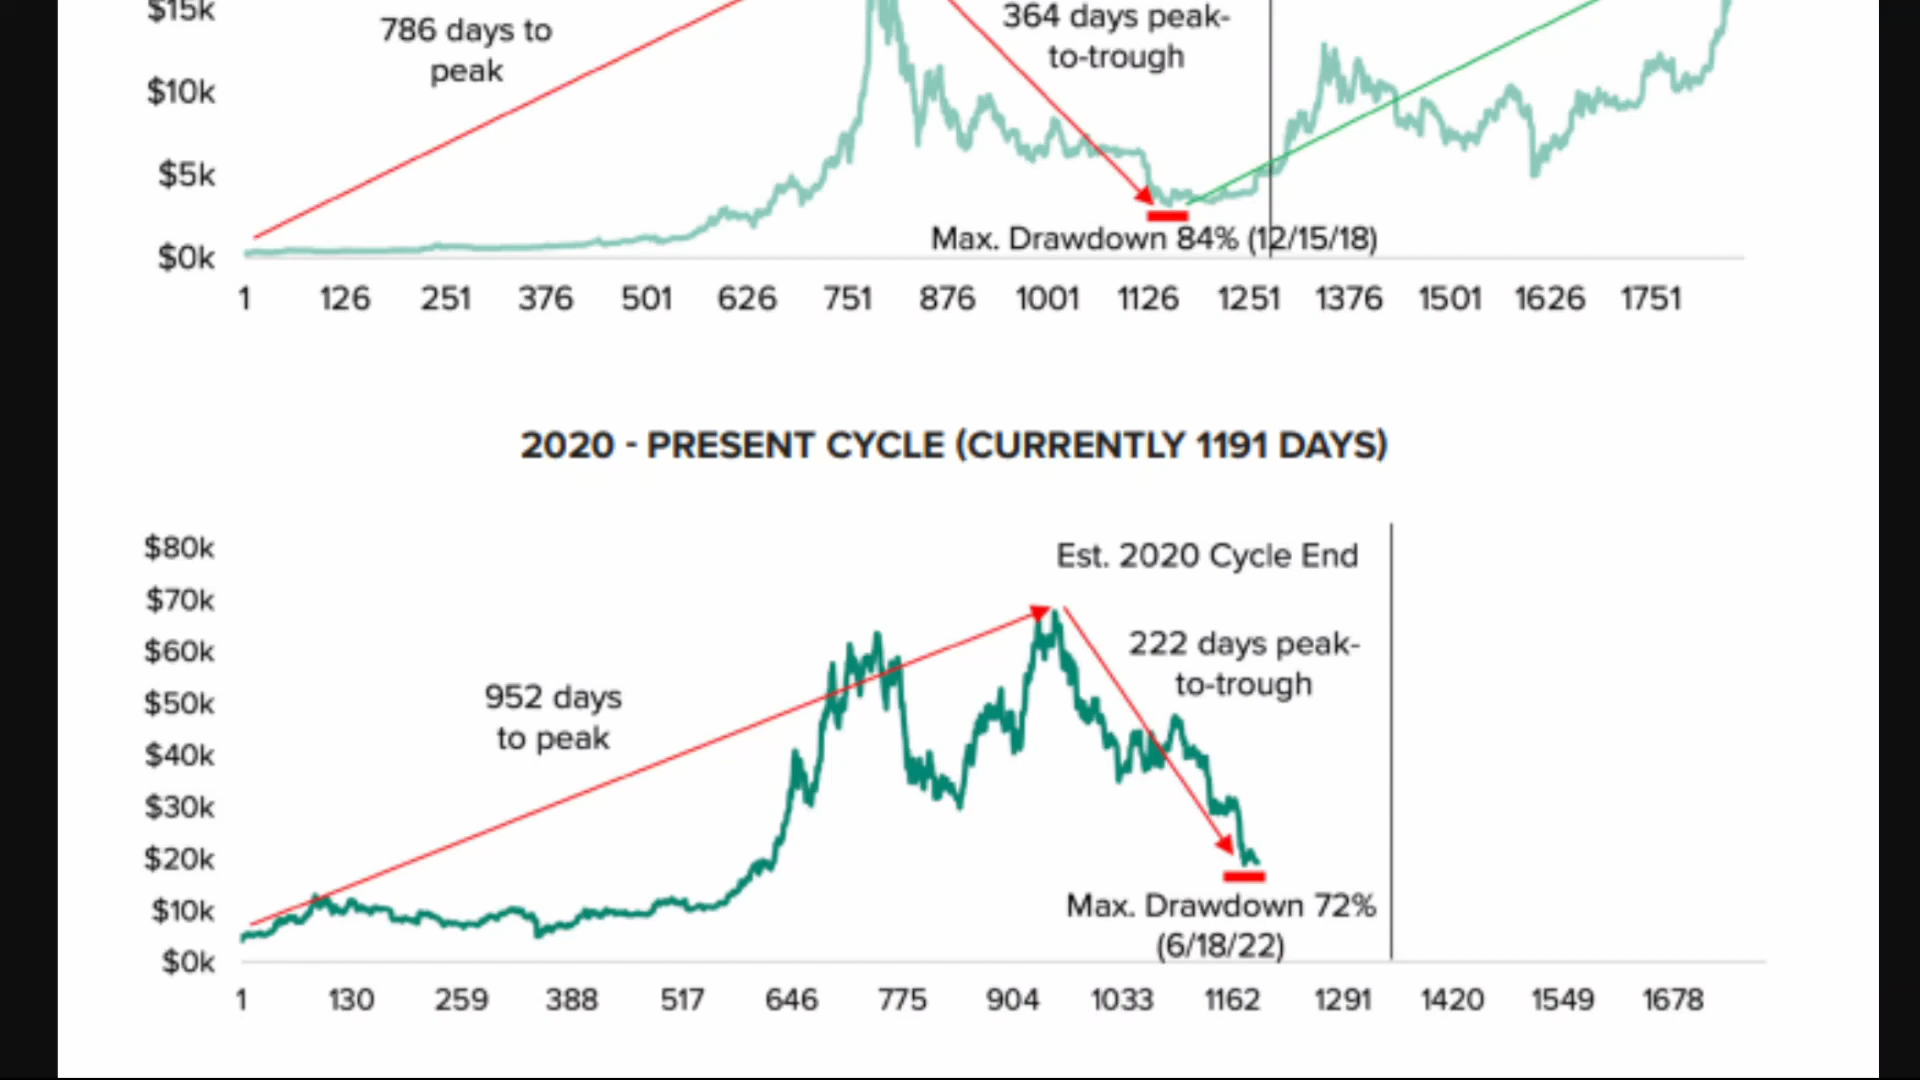 $15k
786 days to
peak
364 days peak-
to-trough
$10k
$5k
Max. Drawdown 84% (12/15/18)
$0k
1 126 251 376 501 626 751 876 1001 1126 1251 1376 1501 1626 1751
2020 - PRESENT CYCLE (CURRENTLY 1191 DAYS)
$80k
Est. 2020 Cycle End
$70k
$60k
222 days peak-
to-trough
$50k
952 days
to peak
$40k
$30k
$20k
$10k
Max. Drawdown 72%
(6/18/22)
$0k
1 130 259 388 517 646 775 904 1033 1162 1291 1420 1549 1678